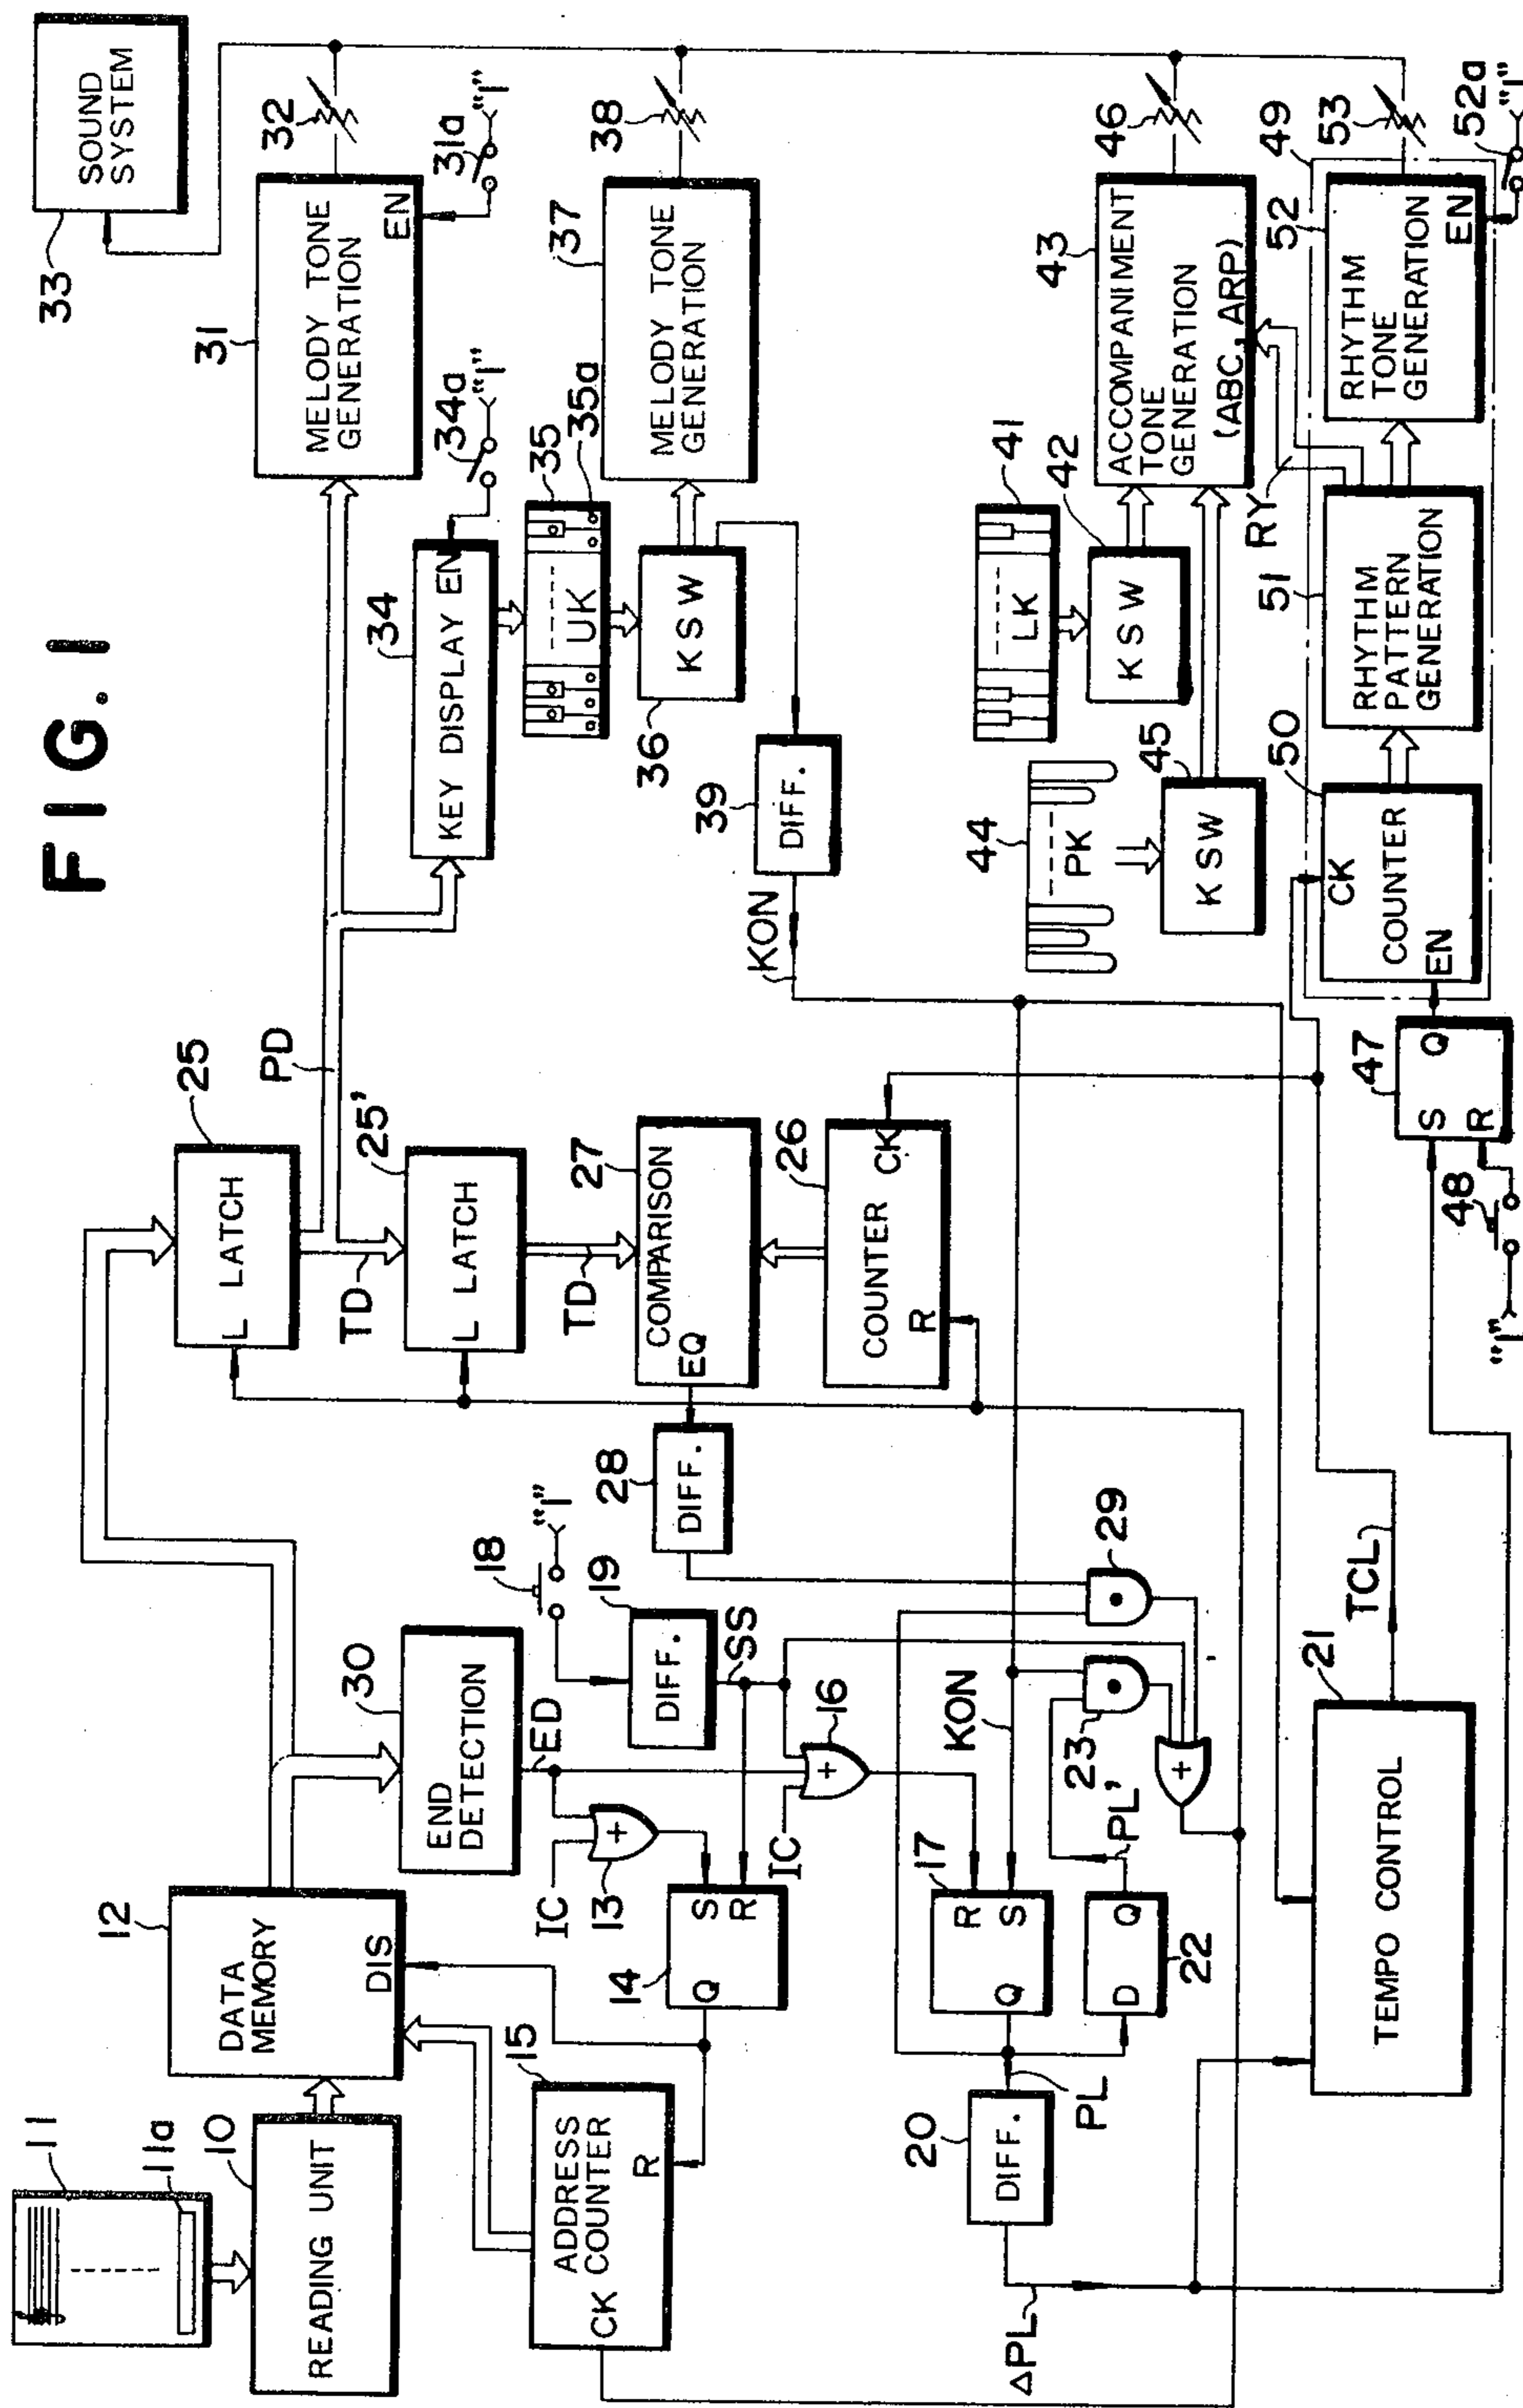 FIG. 1
11
11a
10
READING UNIT
12
DATA
MEMORY
DIS
30
END
DETECTION
ED
IC
13
14
S
R
Q
15
ADDRESS
COUNTER
CK
R
18
"1"
19
DIFF.
SS
16
IC
17
R
S
Q
KON
20
DIFF.
PL
ΔPL
22
D
Q
PL'
23
29
28
DIFF.
21
TEMPO CONTROL
TCL
25
L LATCH
TD
PD
25'
L LATCH
TD
27
COMPARISON
EQ
26
COUNTER
CK
R
33
SOUND
SYSTEM
31
MELODY TONE
GENERATION
EN
32
31a
"1"
34
KEY DISPLAY EN
34a
"1"
35
UK
35a
36
KSW
37
MELODY TONE
GENERATION
38
39
DIFF.
KON
41
LK
42
KSW
43
ACCOMPANIMENT
TONE
GENERATION
(ABC, ARP)
44
PK
45
KSW
46
47
S
R
Q
48
"1"
49
50
CK
COUNTER
EN
51
RHYTHM
PATTERN
GENERATION
RY
52
RHYTHM
TONE
GENERATION
EN
53
52a
"1"